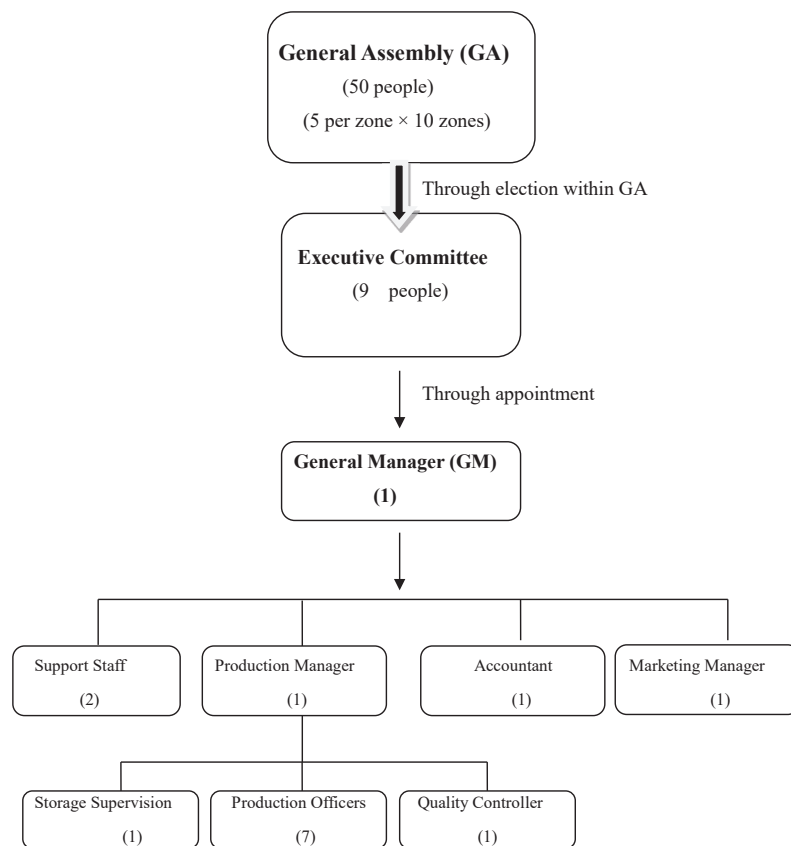 General Assembly (GA)
(50 people)
(5 per zone × 10 zones)
Through election within GA
Executive Committee
(9 people)
Through appointment
General Manager (GM)
(1)
Support Staff
(2)
Production Manager
(1)
Accountant
(1)
Marketing Manager
(1)
Storage Supervision
(1)
Production Officers
(7)
Quality Controller
(1)